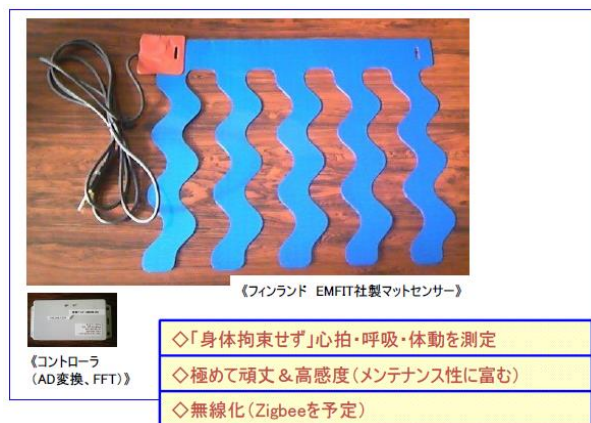 《フィンランド EMFIT社製マットセンサー》
《コントローラ
（AD変換、FFT）》
◇「身体拘束せず」心拍・呼吸・体動を測定
◇極めて頑丈＆高感度（メンテナンス性に富む）
◇無線化（Zigbeeを予定）